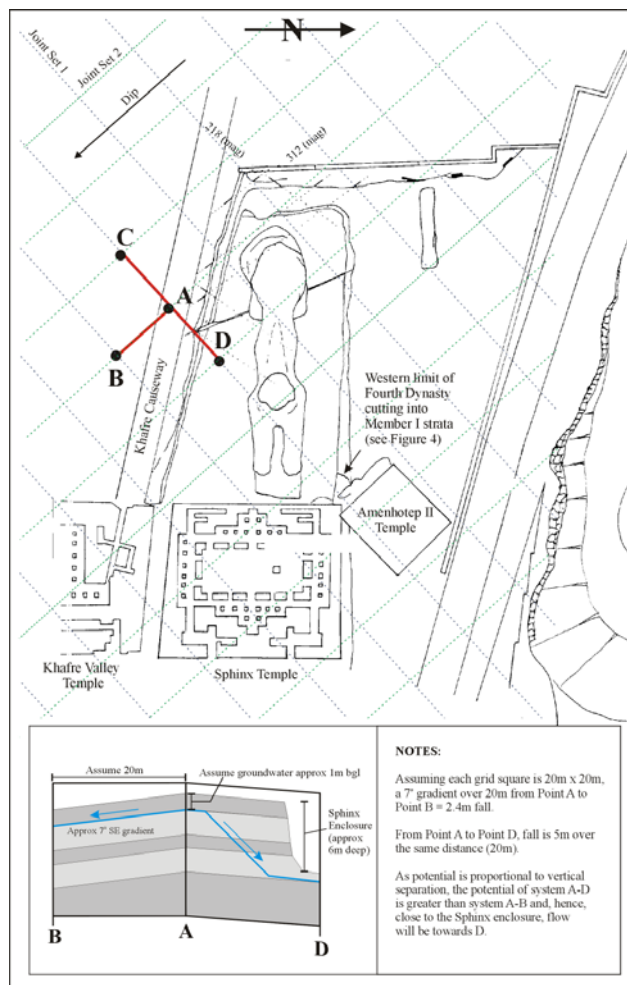 N
Joint Set 1
Joint Set 2
Dip
218 (mag)
312 (mag)
C
A
D
B
Khafre Causeway
Western limit of
Fourth Dynasty
cutting into
Member I strata
(see Figure 4)
Amenhotep II
Temple
Khafre Valley
Temple
Sphinx Temple
Assume 20m
Assume groundwater approx 1m bgl
Approx 7° SE gradient
Sphinx
Enclosure
(approx
6m deep)
B
A
D
NOTES:
Assuming each grid square is 20m x 20m,
a 7° gradient over 20m from Point A to
Point B = 2.4m fall.
From Point A to Point D, fall is 5m over
the same distance (20m).
As potential is proportional to vertical
separation, the potential of system A-D
is greater than system A-B and, hence,
close to the Sphinx enclosure, flow
will be towards D.